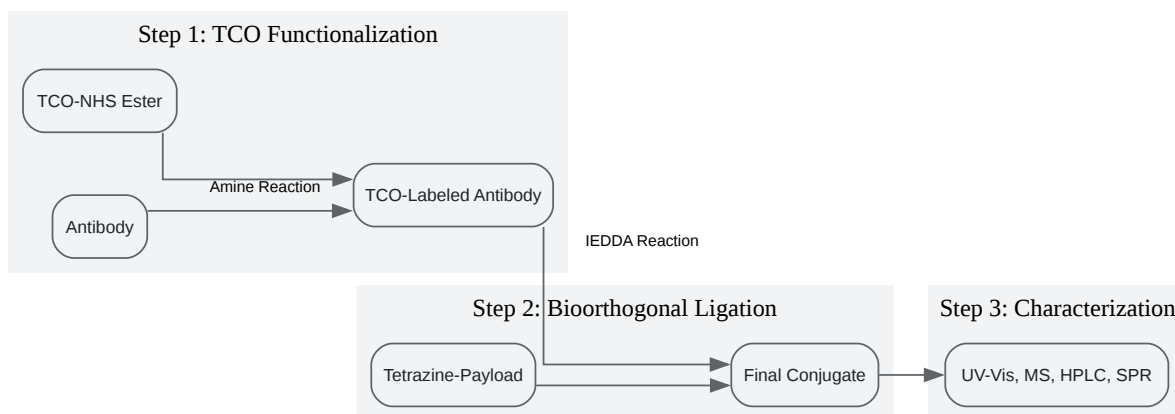 Step 1: TCO Functionalization
TCO-NHS Ester
Amine Reaction
TCO-Labeled Antibody
Antibody
IEDDA Reaction
Step 2: Bioorthogonal Ligation
Tetrazine-Payload
Final Conjugate
Step 3: Characterization
UV-Vis, MS, HPLC, SPR